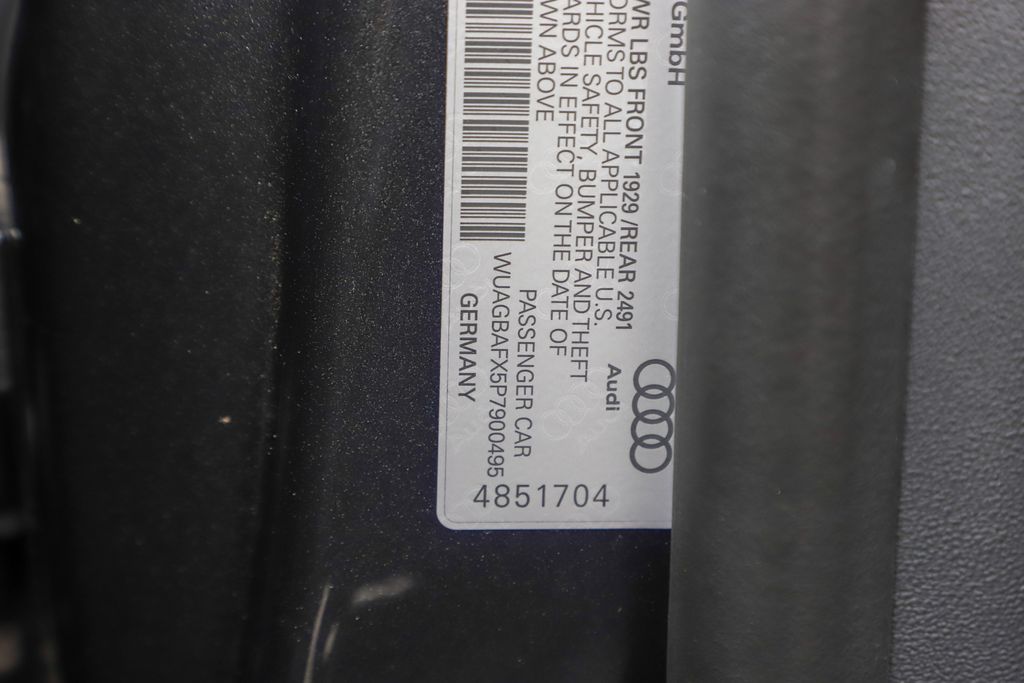 GmbH
WR LBS FRONT 1929 /REAR 2491
ORMS TO ALL APPLICABLE U.S.
EHICLE SAFETY, BUMPER AND THEFT
ARDS IN EFFECT ON THE DATE OF
WN ABOVE
PASSENGER CAR
WUAGBAFX5P7900495
GERMANY
Audi
4851704